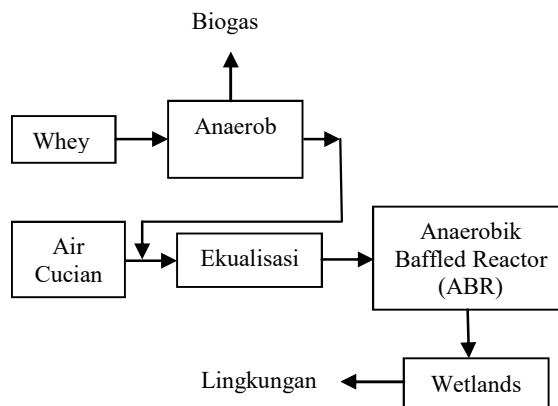 Biogas
Whey
Anaerob
Air
Cucian
Ekualisasi
Anaerobik
Baffled Reactor
(ABR)
Lingkungan
Wetlands